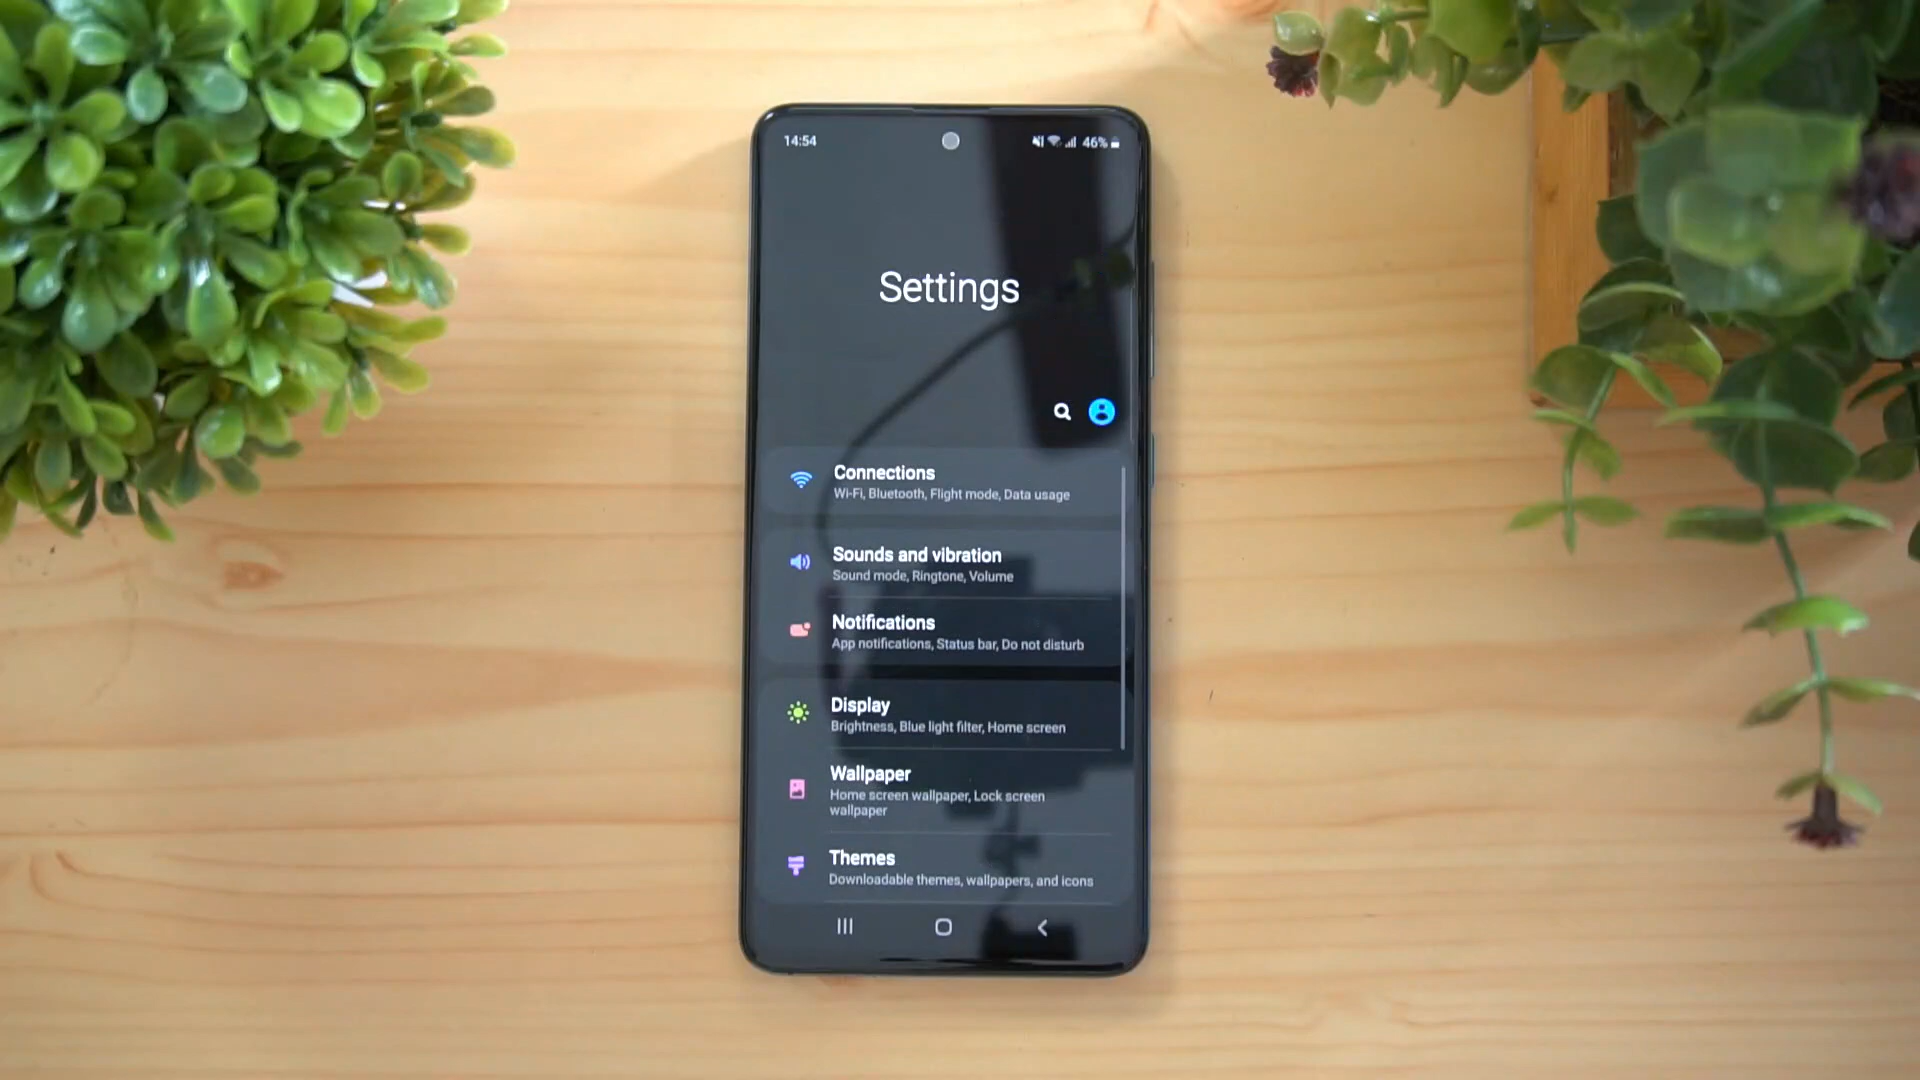 14:54
46%
Settings
Connections
Wi-Fi, Bluetooth, Flight mode, Data usage
Sounds and vibration
Sound mode, Ringtone, Volume
Notifications
App notifications, Status bar, Do not disturb
Display
Brightness, Blue light filter, Home screen
Wallpaper
Home screen wallpaper, Lock screen
wallpaper
Themes
Downloadable themes, wallpapers, and icons